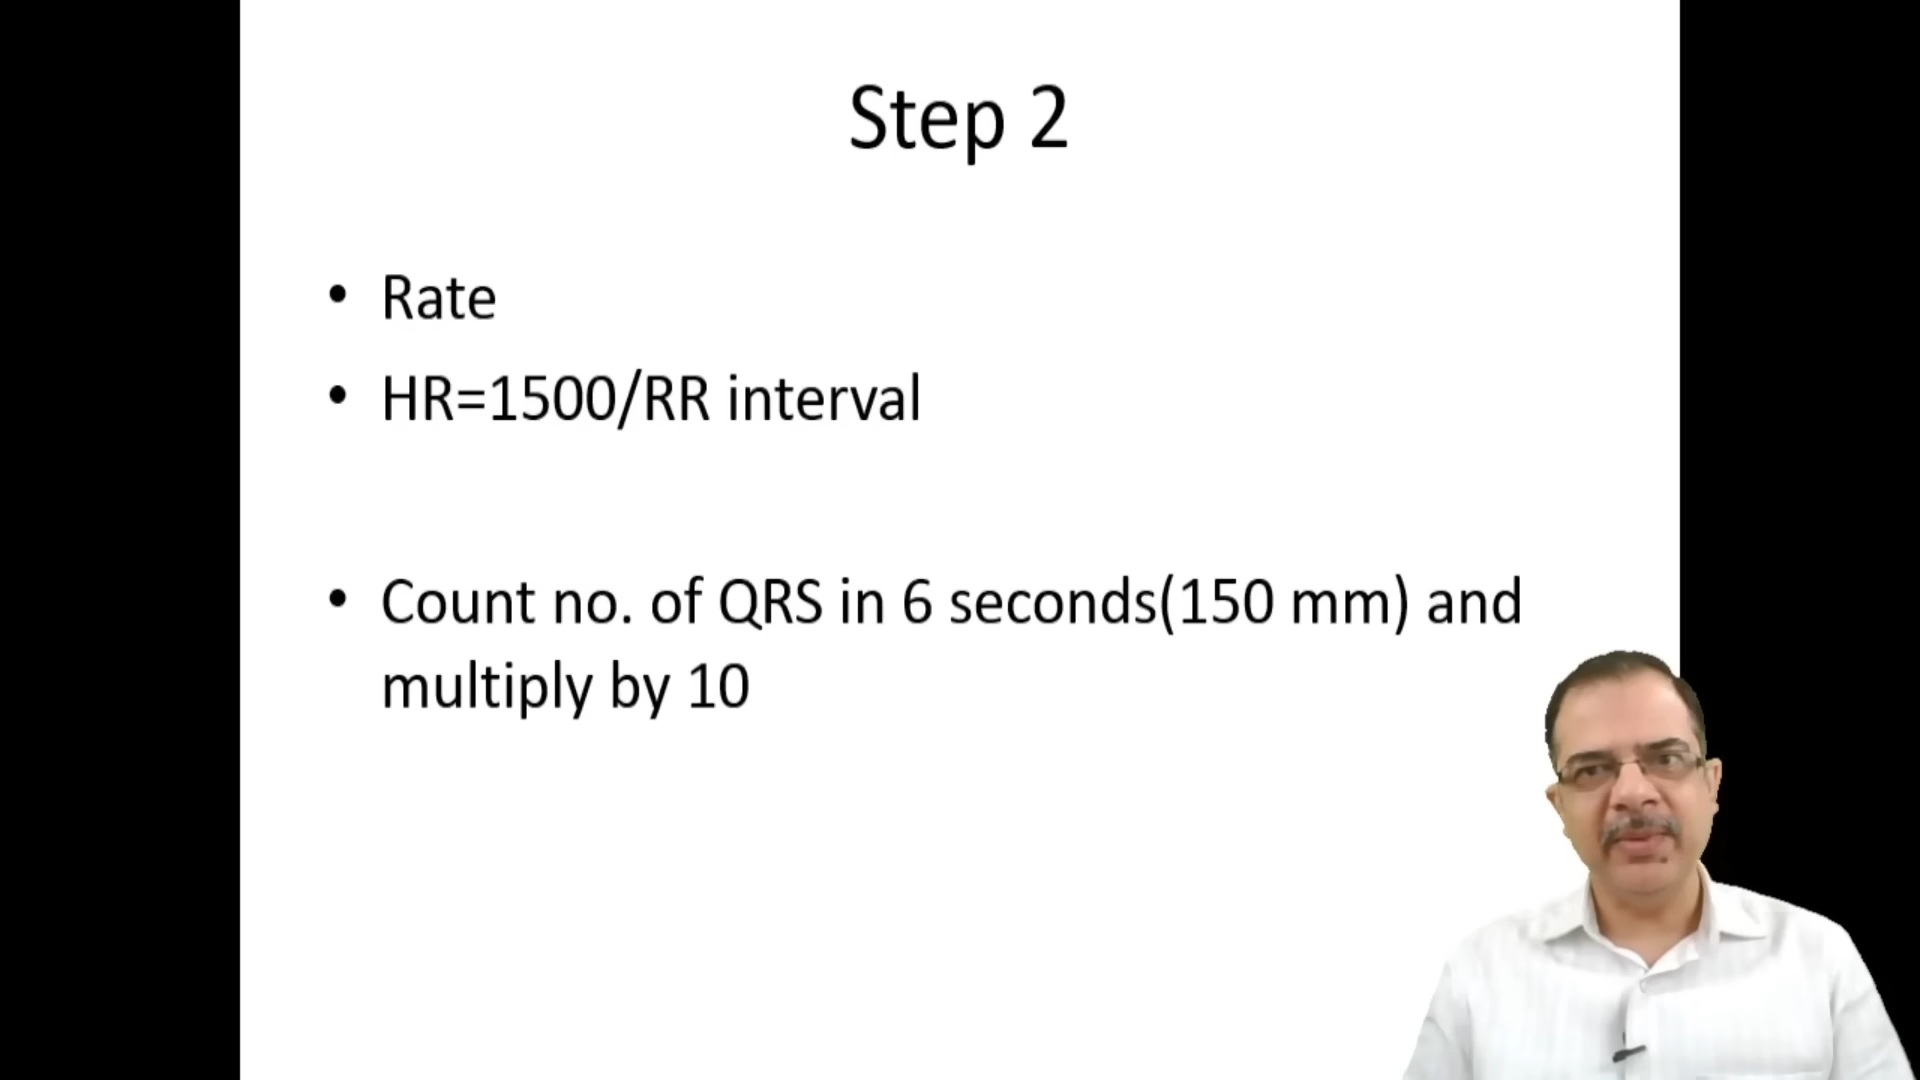 Step 2
• Rate
• HR=1500/RR interval
• Count no. of QRS in 6 seconds(150 mm) and
multiply by 10